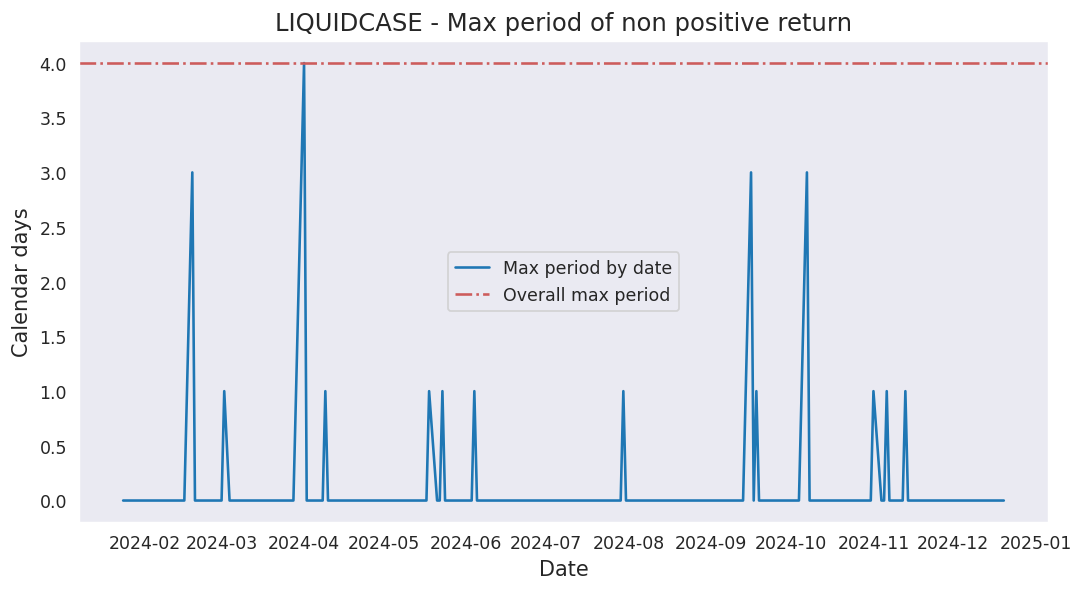 LIQUIDCASE - Max period of non positive return
Calendar days
4.0
3.5
3.0
2.5
2.0
1.5
1.0
0.5
0.0
Max period by date
Overall max period
2024-02 2024-03 2024-04 2024-05 2024-06 2024-07 2024-08 2024-09 2024-10 2024-11 2024-12 2025-01
Date